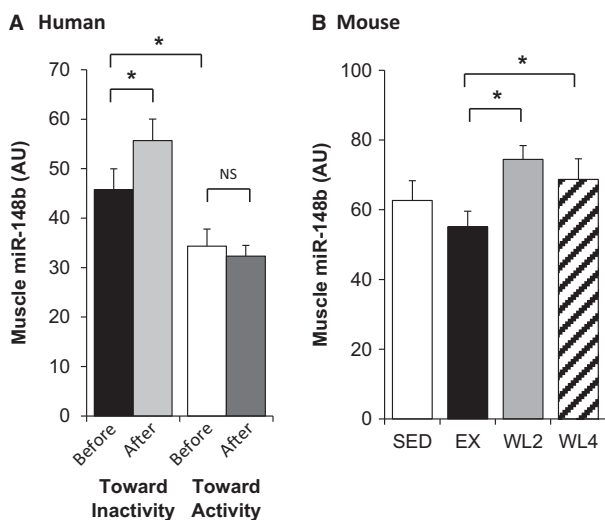 A Human
Muscle miR-148b (AU)
70
60
50
40
30
20
10
0
*
*
NS
Before
After
Before
After
Toward Inactivity
Toward Activity
B Mouse
Muscle miR-148b (AU)
100
80
60
40
20
0
*
*
SED EX WL2 WL4